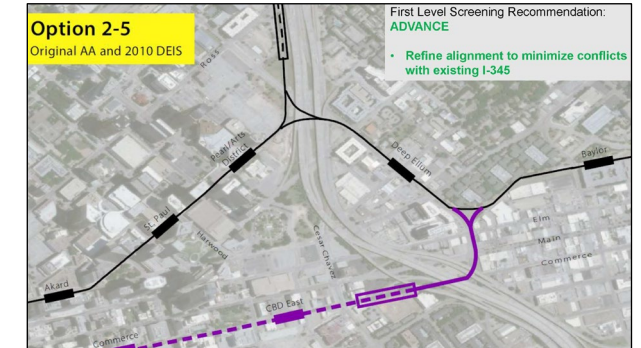 Option 2-5
Original AA and 2010 DEIS
First Level Screening Recommendation:
ADVANCE
• Refine alignment to minimize conflicts
with existing I-345
Ross
Pearl/Arts
District
Deep Ellum
Baylor
St. Paul
Harwood
Cesar Chavez
Elm
Main
Commerce
Akard
CBD East
Commerce